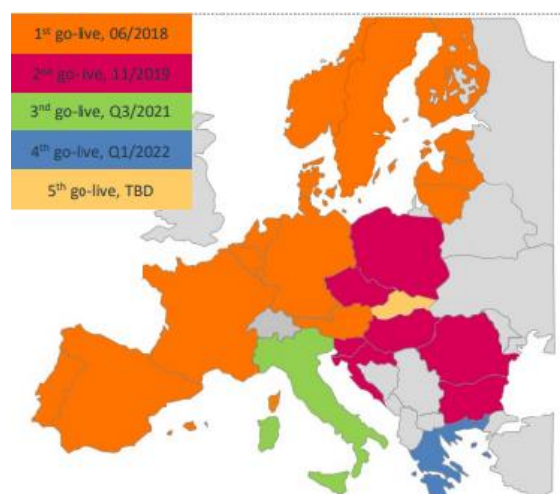 1st go-live, 06/2018
2nd go-live, 11/2019
3nd go-live, Q3/2021
4th go-live, Q1/2022
5th go-live, TBD